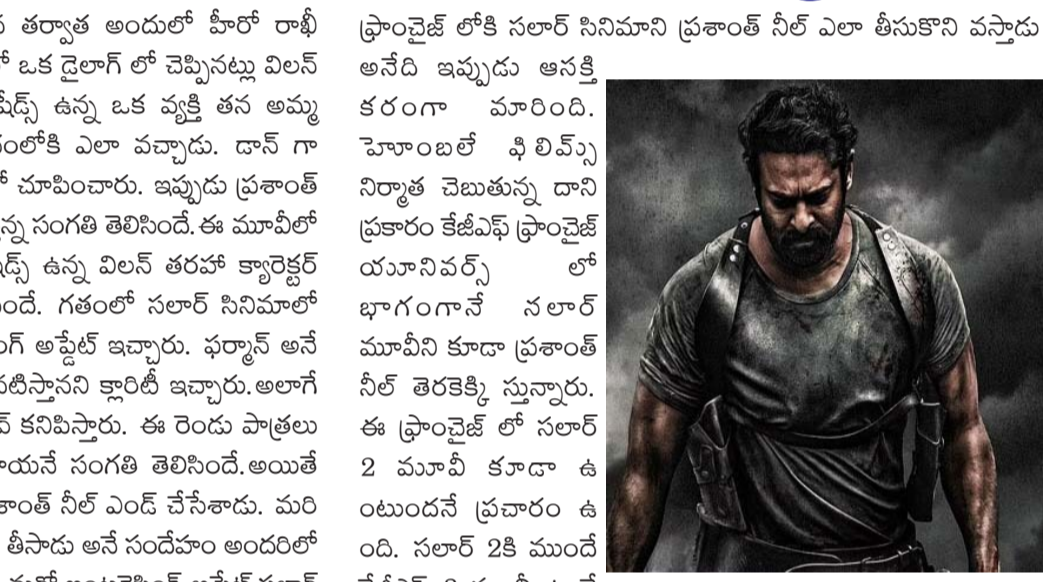 తర్వాత అందులో హీరో రాఖీ
ఒక డైలాగ్ లో చెప్పినట్లు విలన్
షేడ్స్ ఉన్న ఒక వ్యక్తి తన అమ్మ
ఎలా వచ్చాడు. డాన్ గా
చూపించారు. ఇప్పుడు ప్రశాంత్
సంగతి తెలిసిందే.ఈ మూవీలో
ఉన్న విలన్ తరహా క్యారెక్టర్
గతంలో సలార్ సినిమాలో
అప్డేట్ ఇచ్చారు. ఫర్మాన్ అనే
క్లారిటీ ఇచ్చారు.అలాగే
కనిపిస్తారు. ఈ రెండు పాత్రలు
సంగతి తెలిసిందే.అయితే
నీల్ ఎండ్ చేసేశాడు. మరి
తీసాడు అనే సందేహం అందరిలో
ఫ్రాంచైజ్ లోకి సలార్ సినిమాని ప్రశాంత్ నీల్ ఎలా తీసుకొని వస్తాడు
అనేది ఇప్పుడు ఆసక్తి
కరంగా మారింది.
హెూంబలే ఫిలిమ్స్
నిర్మాత చెబుతున్న దాని
ప్రకారం కేజీఎఫ్ ఫ్రాంచైజ్
యూనివర్స్ లో
భాగంగానే సలార్
మూవీని కూడా ప్రశాంత్
నీల్ తెరకెక్కి స్తున్నారు.
ఈ ఫ్రాంచైజ్ లో సలార్
2 మూవీ కూడా ఉ
ంటుందనే ప్రచారం ఉ
ంది. సలార్ 2కి ముందే